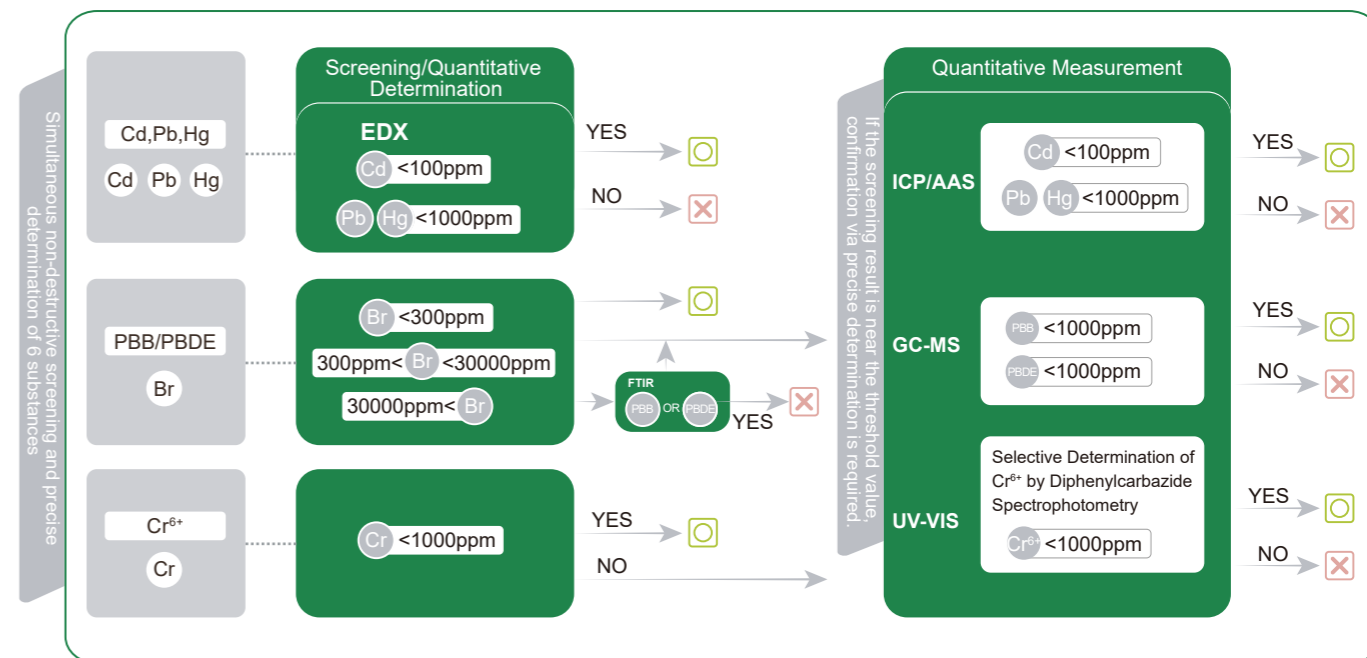 Simultaneous non-destructive screening and precise
determination of 6 substances
Cd,Pb,Hg
Cd Pb Hg
Screening/Quantitative
Determination
EDX
Cd <100ppm
Pb Hg <1000ppm
YES
NO
PBB/PBDE
Br
Br <300ppm
300ppm< Br <30000ppm
30000ppm< Br
FTIR
PBB OR PBDE
YES
Cr⁶⁺
Cr
Cr <1000ppm
YES
NO
If the screening result is near the threshold value,
confirmation via precise determination is required.
Quantitative Measurement
ICP/AAS
Cd <100ppm
Pb Hg <1000ppm
YES
NO
GC-MS
PBB <1000ppm
PBDE <1000ppm
YES
NO
UV-VIS
Selective Determination of
Cr⁶⁺ by Diphenylcarbazide
Spectrophotometry
Cr⁶⁺ <1000ppm
YES
NO